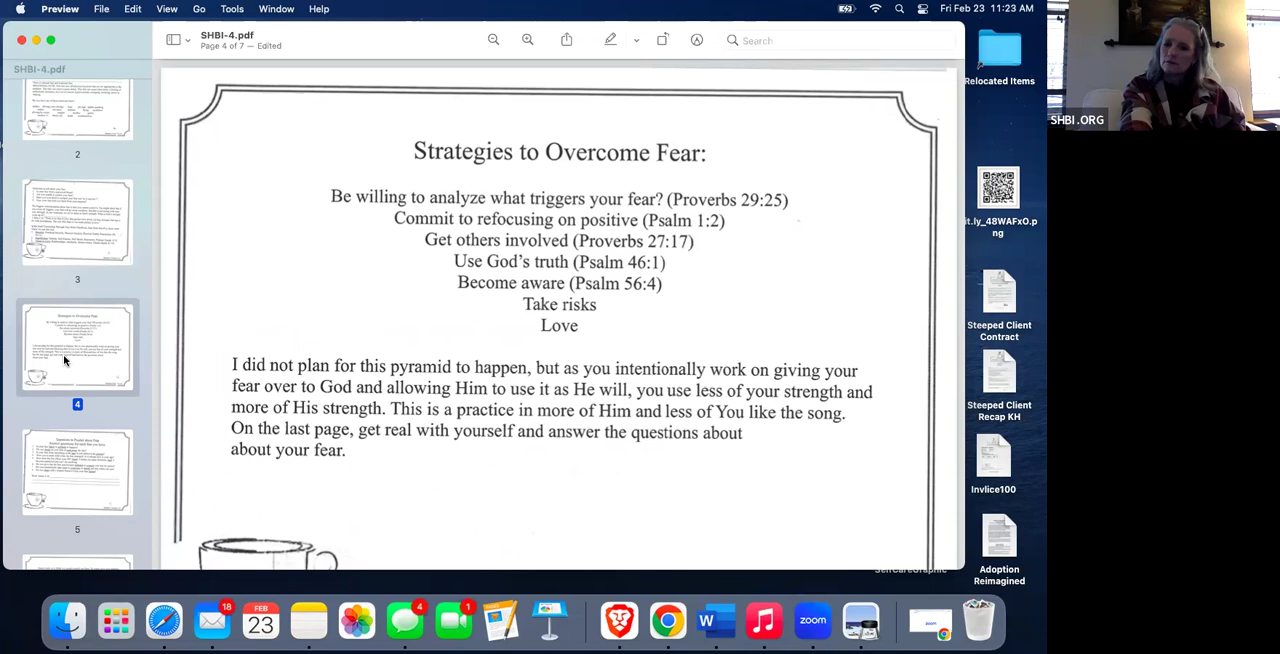 Preview File Edit View Go Tools Window Help
Fri Feb 23 11:23 AM
SHBI-4.pdf
Page 4 of 7 — Edited
Search
SHBI-4.pdf
2
3
4
5
Strategies to Overcome Fear:
Be willing to analyze what triggers your fear? (Proverbs 29:25)
Commit to refocusing on positive (Psalm 1:2)
Get others involved (Proverbs 27:17)
Use God's truth (Psalm 46:1)
Become aware (Psalm 56:4)
Take risks
Love
I did not plan for this pyramid to happen, but as you intentionally work on giving your
fear over to God and allowing Him to use it as He will, you use less of your strength and
more of His strength. This is a practice in more of Him and less of You like the song.
On the last page, get real with yourself and answer the questions about
about your fear.
Relocated Items
it.ly_48WAFxO.p
ng
Steeped Client
Contract
Steeped Client
Recap KH
Invlice100
Adoption
Reimagined
SHBI.ORG
18
FEB
23
4
1
W
zoom